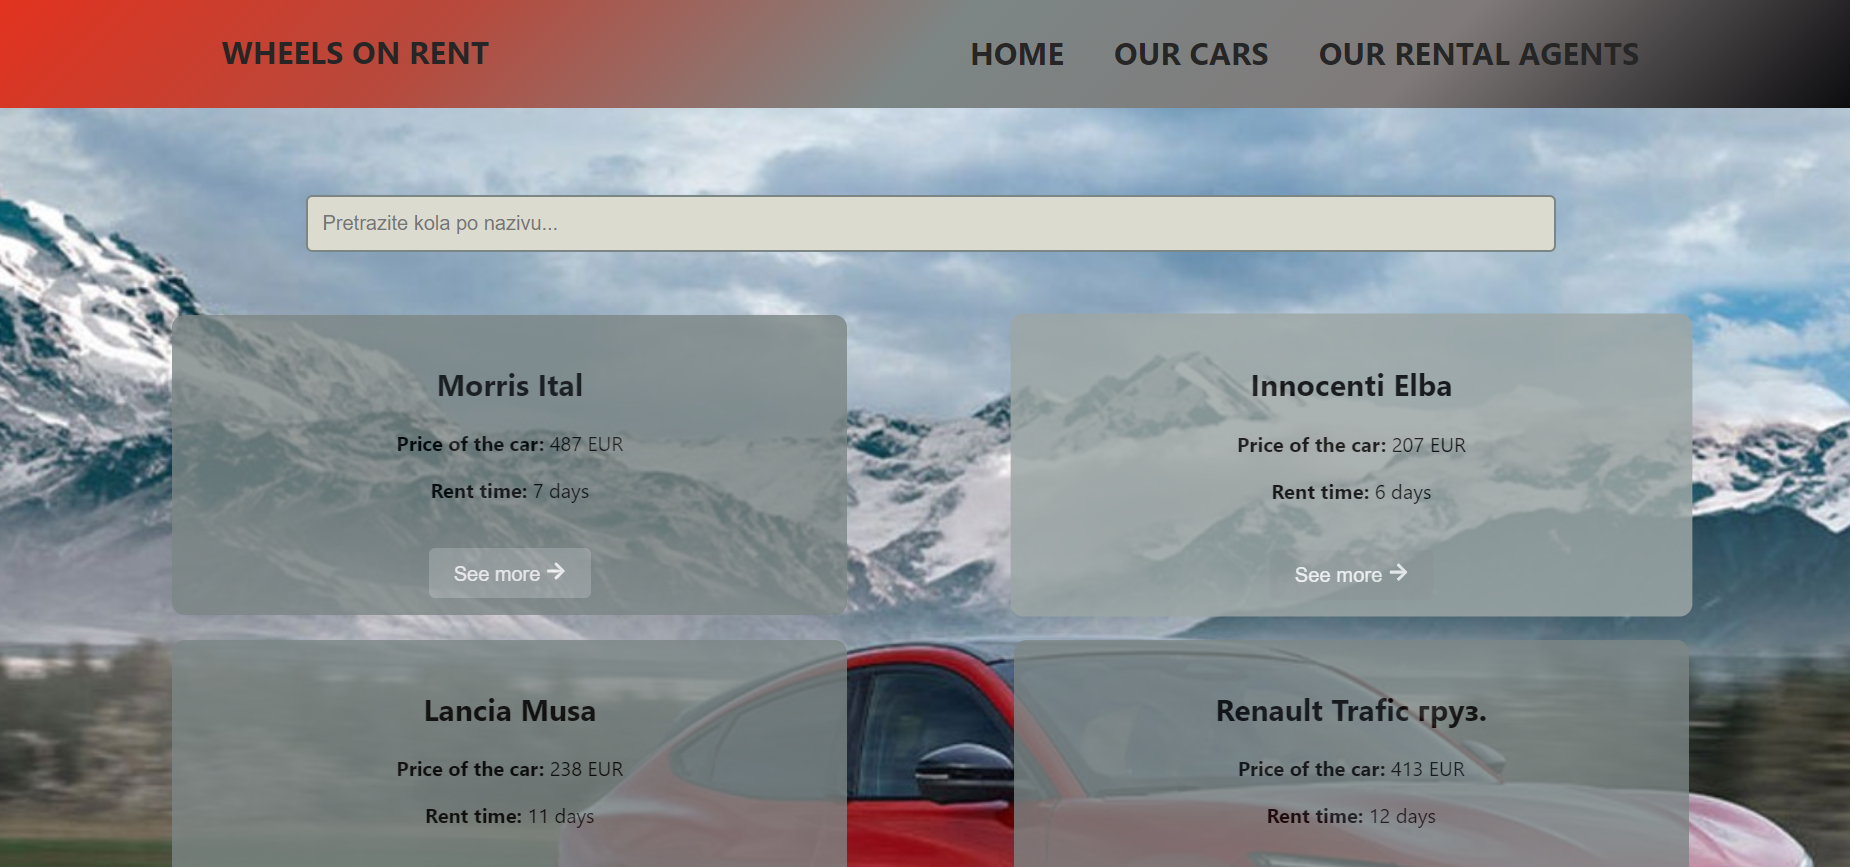 WHEELS ON RENT
HOME OUR CARS OUR RENTAL AGENTS
Pretrazite kola po nazivu...
Morris Ital
Price of the car: 487 EUR
Rent time: 7 days
See more
Innocenti Elba
Price of the car: 207 EUR
Rent time: 6 days
See more
Lancia Musa
Price of the car: 238 EUR
Rent time: 11 days
Renault Trafic груз.
Price of the car: 413 EUR
Rent time: 12 days